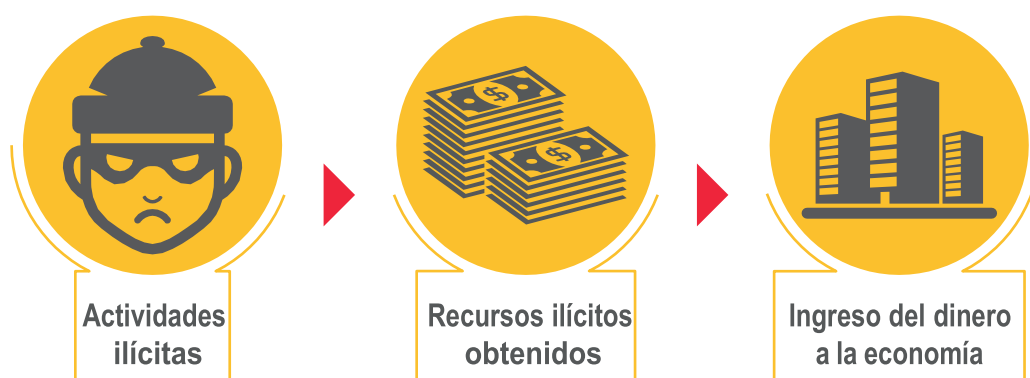 Actividades
ilícitas
Recursos ilícitos
obtenidos
Ingreso del dinero
a la economía